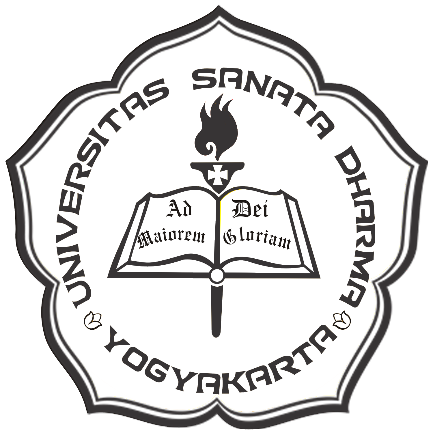 UNIVERSITAS SANATA DHARMA
Ad Dei
Maiorem Gloriam
YOGYAKARTA